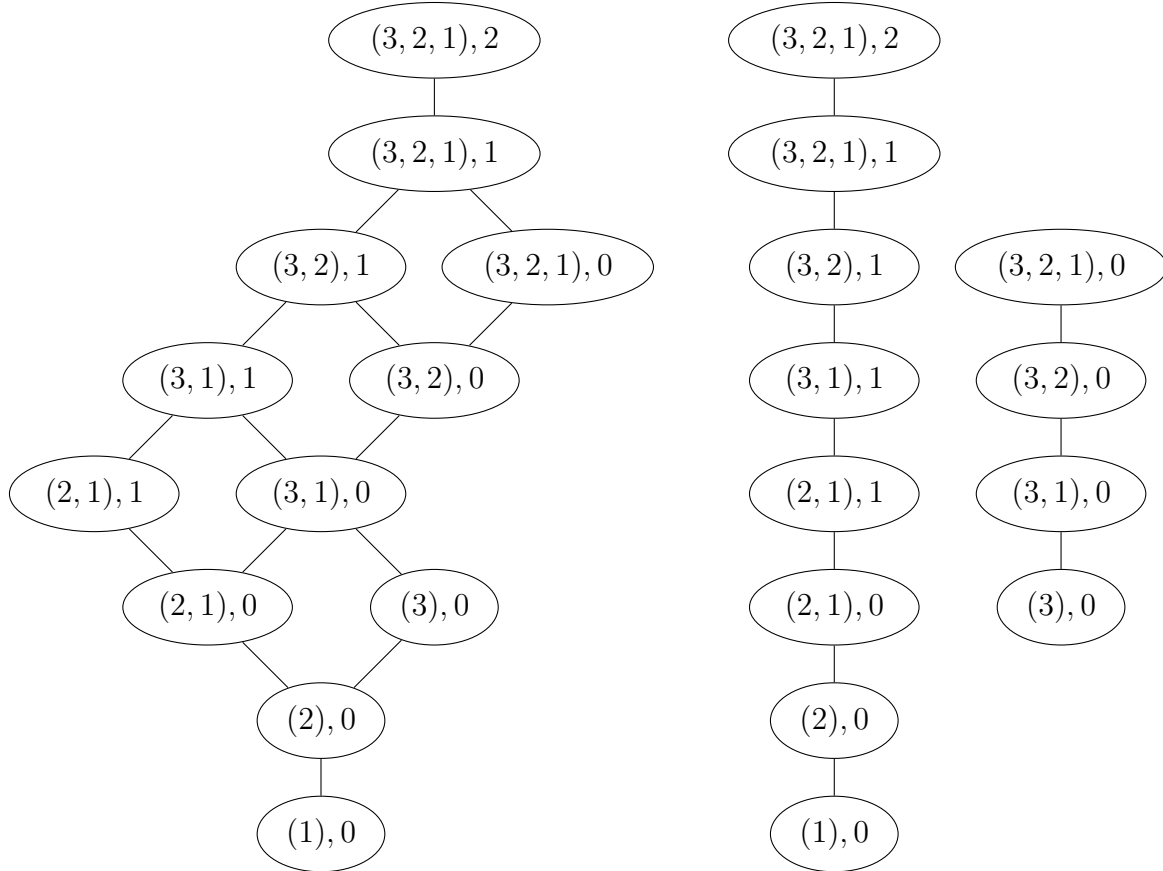 (3, 2, 1), 2
(3, 2, 1), 1
(3, 2), 1
(3, 2, 1), 0
(3, 1), 1
(3, 2), 0
(2, 1), 1
(3, 1), 0
(2, 1), 0
(3), 0
(2), 0
(1), 0
(3, 2, 1), 2
(3, 2, 1), 1
(3, 2), 1
(3, 1), 1
(2, 1), 1
(2, 1), 0
(2), 0
(1), 0
(3, 2, 1), 0
(3, 2), 0
(3, 1), 0
(3), 0